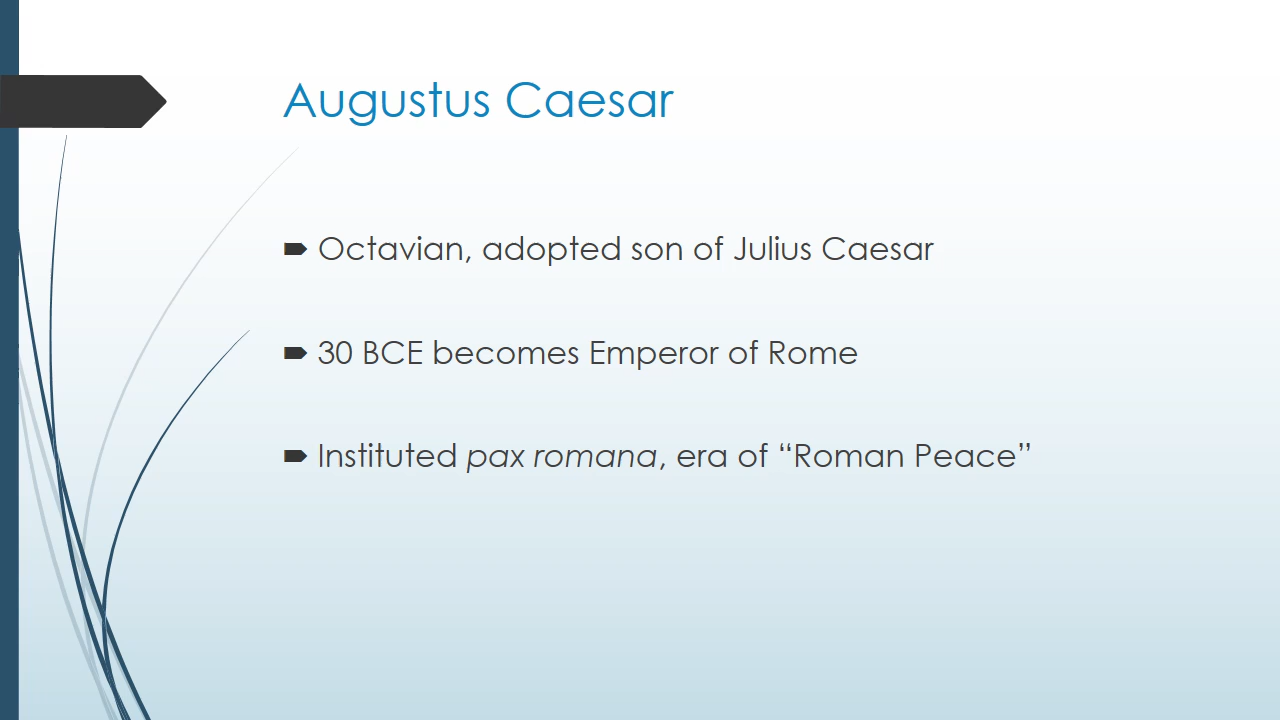 Augustus Caesar
Octavian, adopted son of Julius Caesar
30 BCE becomes Emperor of Rome
Instituted pax romana, era of “Roman Peace”